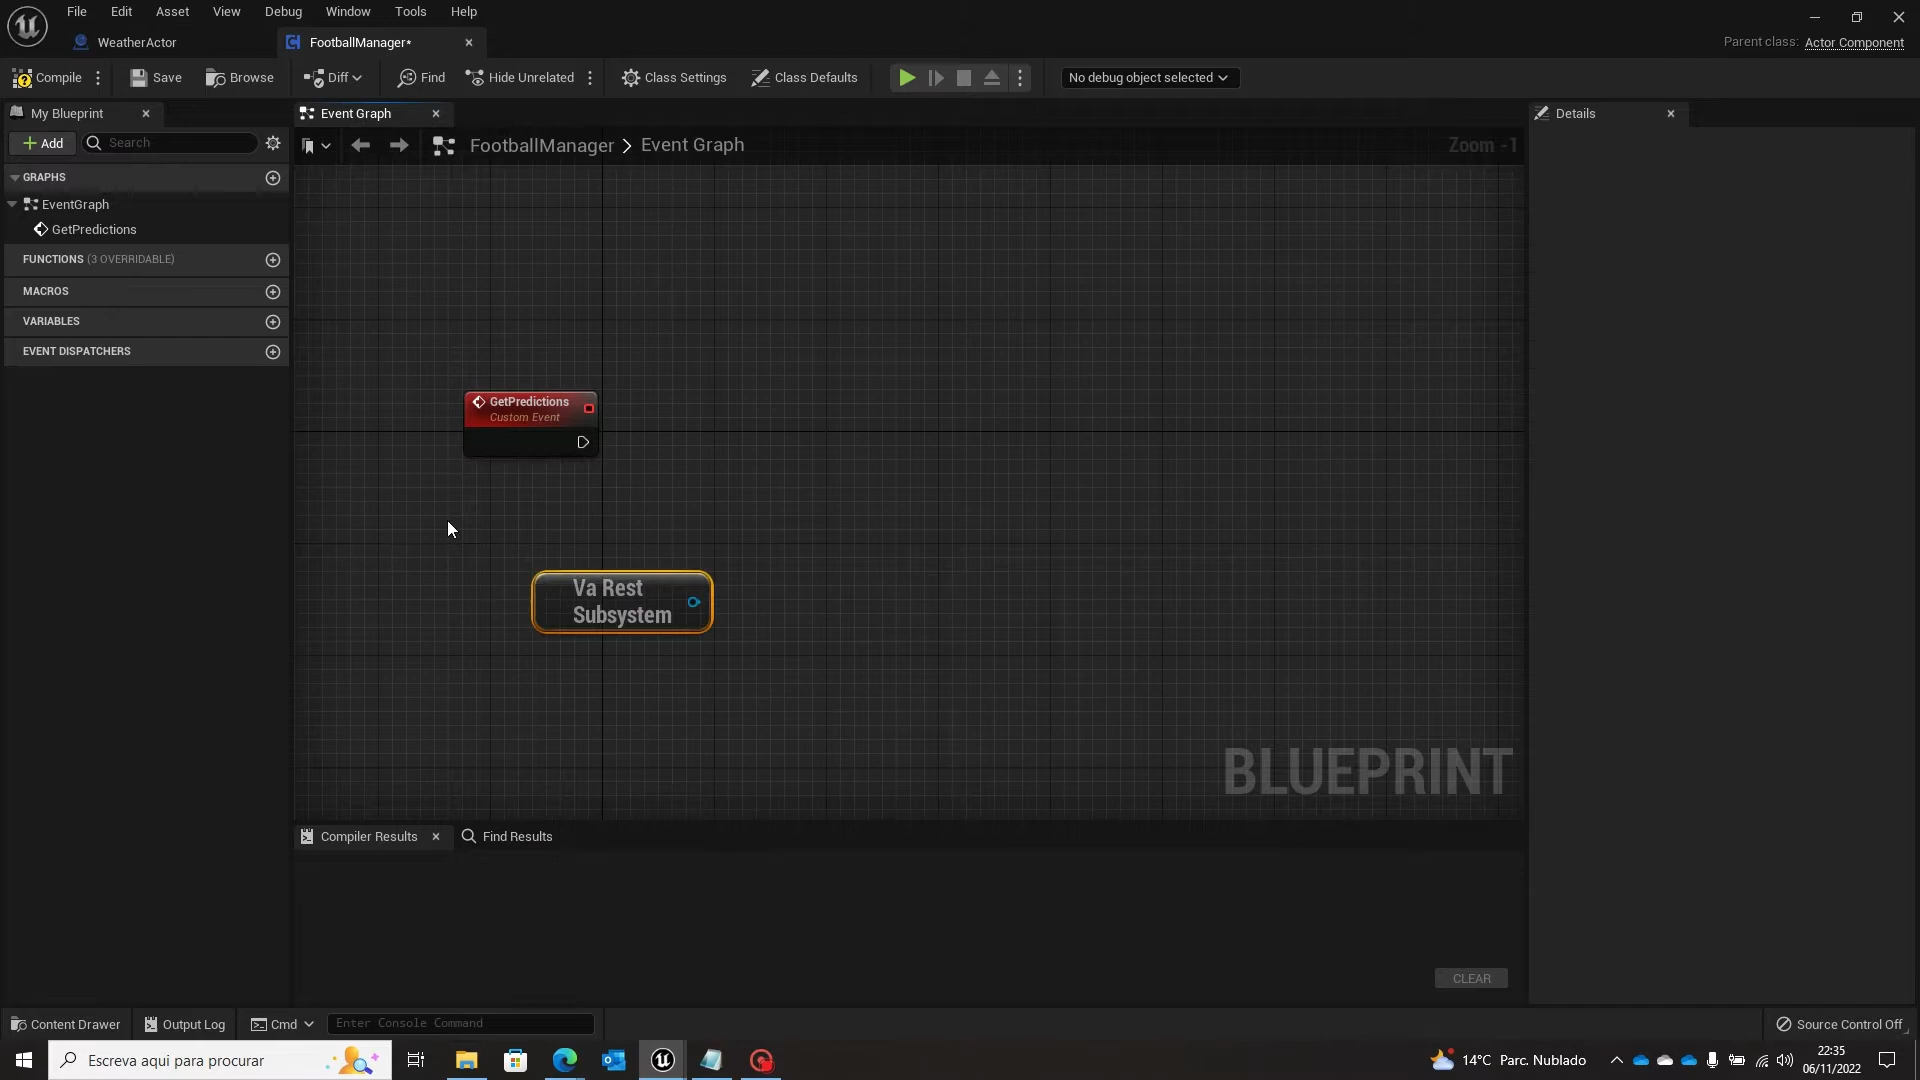 File Edit Asset View Debug Window Tools Help
WeatherActor
FootballManager*
Parent class: Actor Component
Compile Save Browse Diff Find Hide Unrelated Class Settings Class Defaults No debug object selected
My Blueprint
Event Graph
Details
Add Search
FootballManager > Event Graph
Zoom -1
GRAPHS
EventGraph
GetPredictions
FUNCTIONS (3 OVERRIDABLE)
MACROS
VARIABLES
EVENT DISPATCHERS
GetPredictions
Custom Event
Va Rest
Subsystem
BLUEPRINT
Compiler Results Find Results
CLEAR
Content Drawer Output Log Cmd Enter Console Command Source Control Off
Escreva aqui para procurar
14°C Parc. Nublado
22:35
06/11/2022